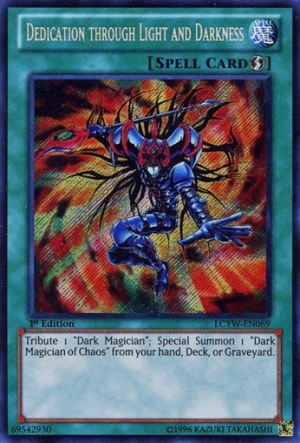 DEDICATION THROUGH LIGHT AND DARKNESS
魔
[SPELL CARD]
1st Edition
LCYW-EN069
Tribute 1 "Dark Magician"; Special Summon 1 "Dark
Magician of Chaos" from your hand, Deck, or Graveyard.
69542930
©1996 KAZUKI TAKAHASHI